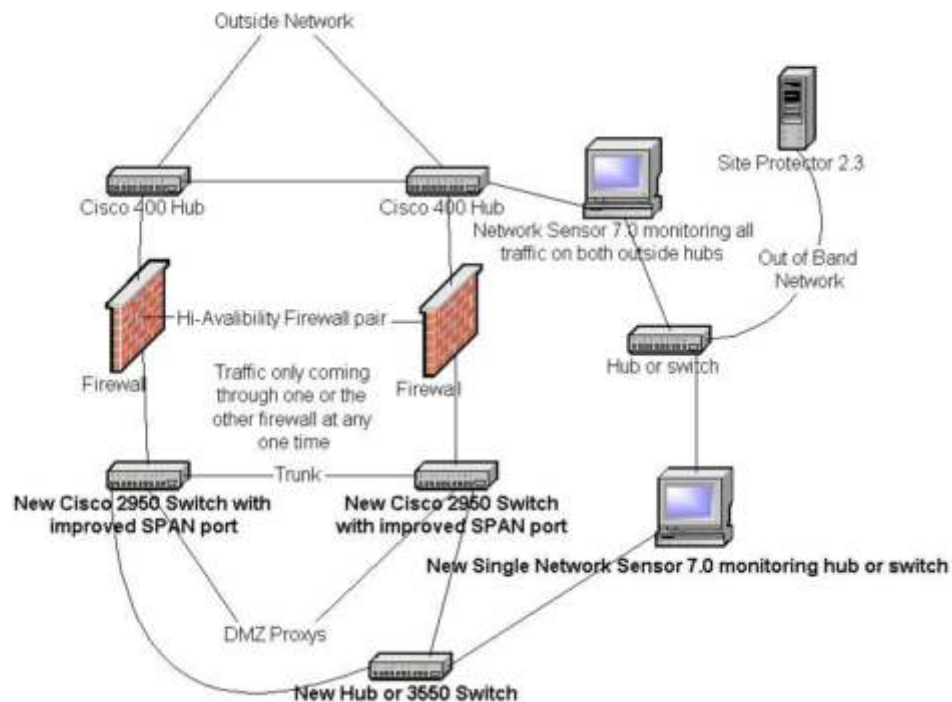 Outside Network
Site Protector 2.3
Cisco 400 Hub
Cisco 400 Hub
Network Sensor 7.0 monitoring all
traffic on both outside hubs
Out of Band
Network
Hi-Avalibility Firewall pair
Hub or switch
Firewall
Traffic only coming
through one or the
other firewall at any
one time
Firewall
Trunk
New Cisco 2950 Switch with
improved SPAN port
New Cisco 2950 Switch
with improved SPAN port
New Single Network Sensor 7.0 monitoring hub or switch
DMZ Proxys
New Hub or 3550 Switch